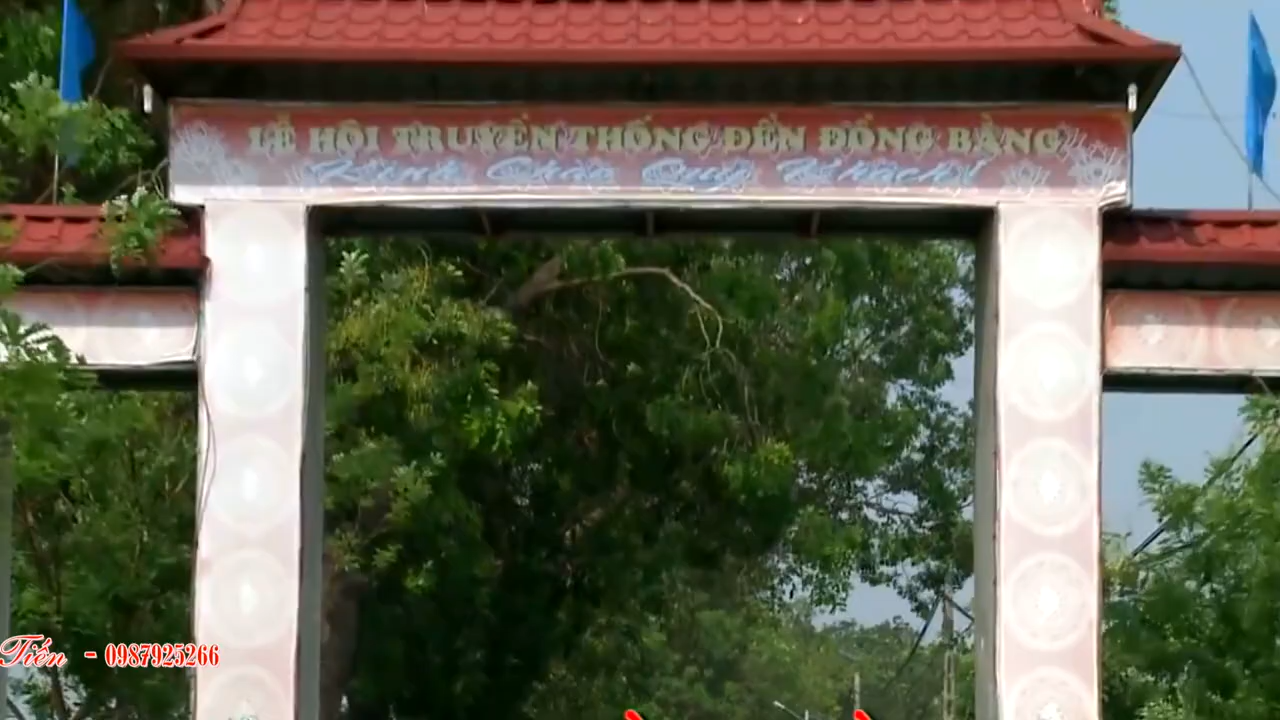 LỄ HỘI TRUYỀN THỐNG ĐỀN ĐỒNG BẰNG
Kính Chào Quý Khách!
Tiến - 0987925266